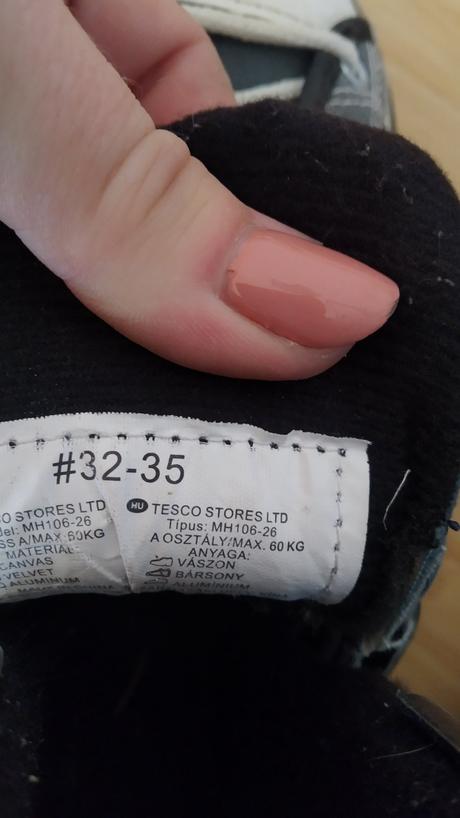 #32-35
O STORES LTD
del: MH106-26
SS A/MAX.60KG
MATERIAL:
CANVAS
VELVET
ALUMINIUM
HU TESCO STORES LTD
Típus: MH106-26
A OSZTÁLY/MAX. 60 KG
ANYAGA:
VÁSZON
BÁRSONY
ALUMÍNIUM